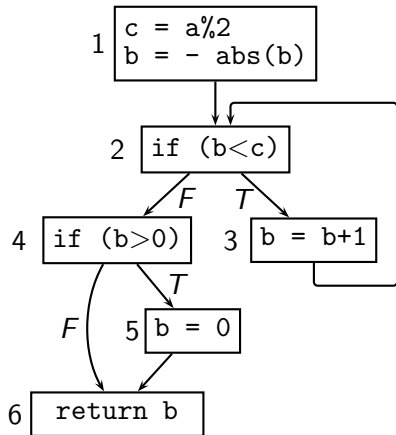 1
c = a%2
b = - abs(b)
2
if (b<c)
F
T
4
if (b>0)
3
b = b+1
F
T
5
b = 0
6
return b